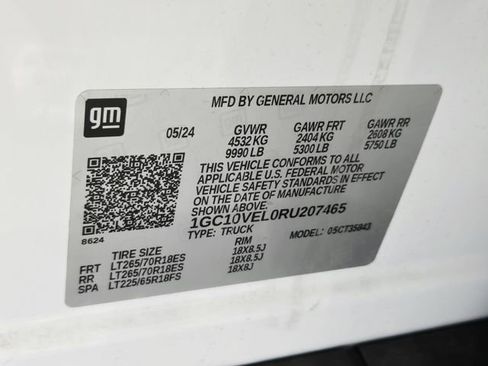 gm
MFD BY GENERAL MOTORS LLC
05/24 GVWR GAWR FRT GAWR RR
4532 KG 2404 KG 2608 KG
9990 LB 5300 LB 5750 LB
THIS VEHICLE CONFORMS TO ALL
APPLICABLE U.S. FEDERAL MOTOR
VEHICLE SAFETY STANDARDS IN EFFECT
ON THE DATE OF MANUFACTURE
1GC10VEL0RU207465
8624
TYPE: TRUCK MODEL: 05CT35843
TIRE SIZE RIM
FRT LT265/70R18ES 18X8.5J
RR LT265/70R18ES 18X8.5J
SPA LT225/65R18FS 18X8J